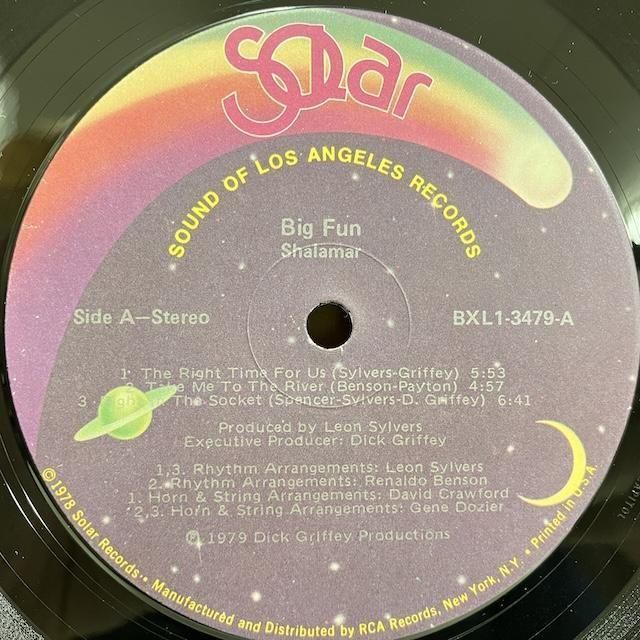 Solar
SOUND OF LOS ANGELES RECORDS
Big Fun
Shalamar
Side A—Stereo
BXL1-3479-A
1 The Right Time For Us (Sylvers-Griffey) 5:53
2 Take Me To The River (Benson-Payton) 4:57
3 Right In The Socket (Spencer-Sylvers-D. Griffey) 6:41
Produced by Leon Sylvers
Executive Producer: Dick Griffey
1,3. Rhythm Arrangements: Leon Sylvers
2. Rhythm Arrangements: Renaldo Benson
1. Horn & String Arrangements: David Crawford
2,3. Horn & String Arrangements: Gene Dozier
℗ 1979 Dick Griffey Productions
© 1978 Solar Records • Manufactured and Distributed by RCA Records, New York, N.Y. • Printed in U.S.A